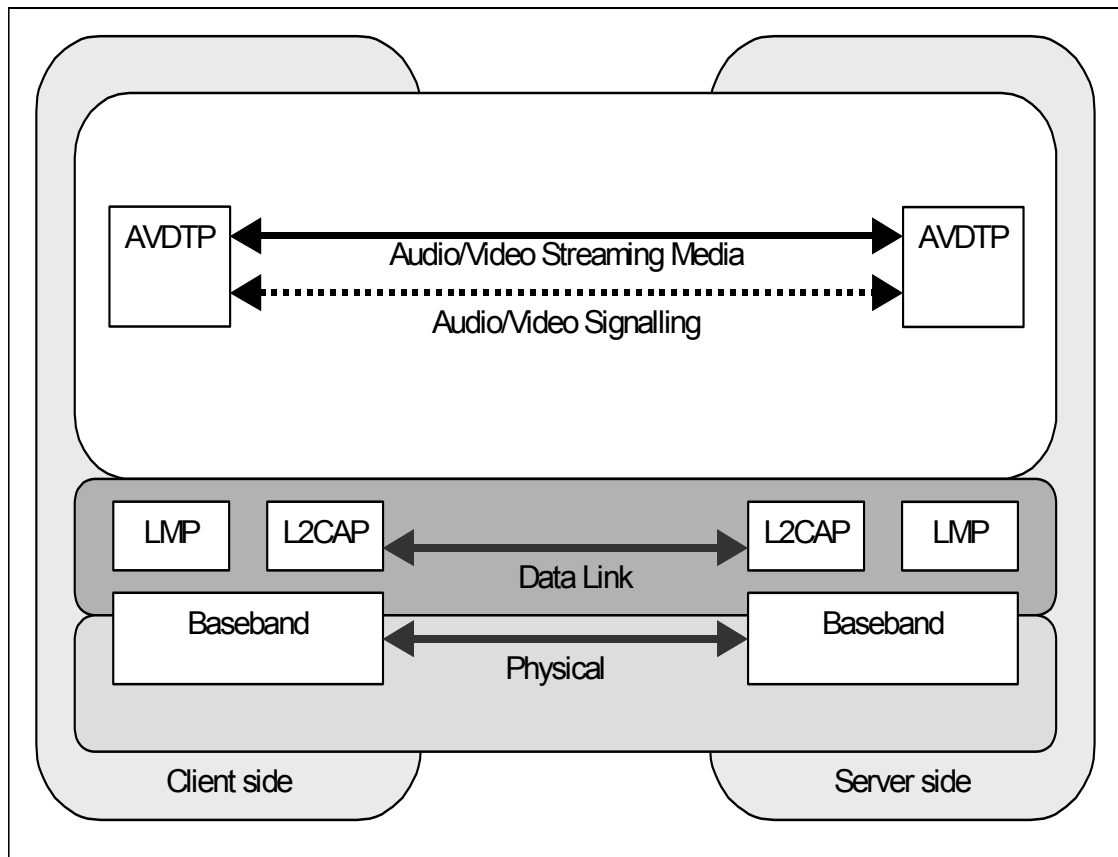 AVDTP
AVDTP
Audio/Video Streaming Media
Audio/Video Signalling
LMP
L2CAP
L2CAP
LMP
Data Link
Baseband
Baseband
Physical
Client side
Server side